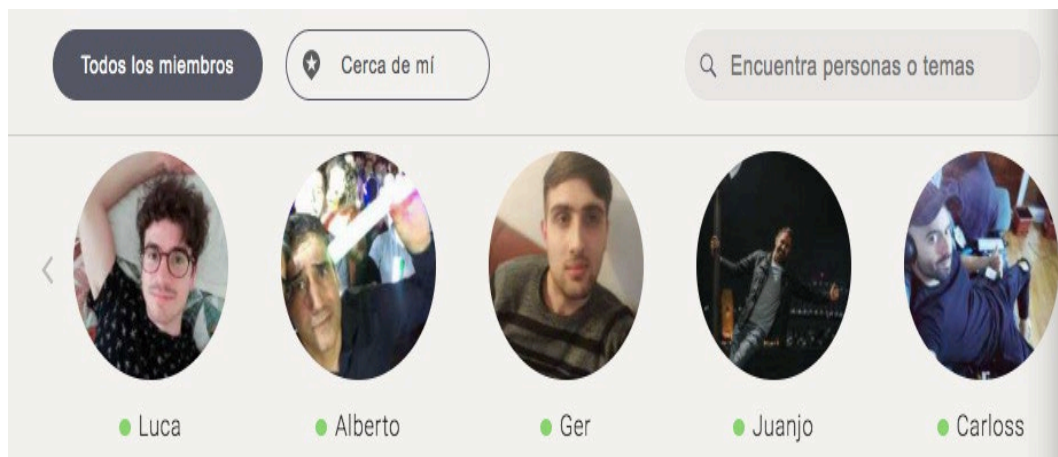 Todos los miembros
Cerca de mí
Encuentra personas o temas
Luca
Alberto
Ger
Juanjo
Carloss